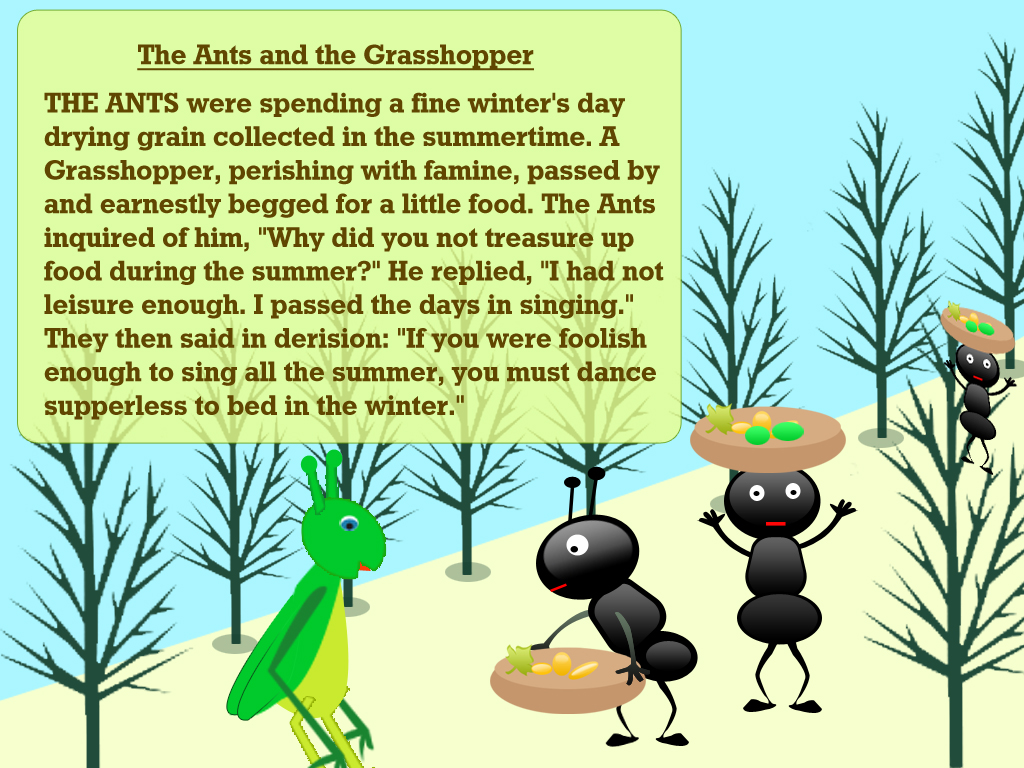 The Ants and the Grasshopper
THE ANTS were spending a fine winter's day
drying grain collected in the summertime. A
Grasshopper, perishing with famine, passed by
and earnestly begged for a little food. The Ants
inquired of him, "Why did you not treasure up
food during the summer?" He replied, "I had not
leisure enough. I passed the days in singing."
They then said in derision: "If you were foolish
enough to sing all the summer, you must dance
supperless to bed in the winter."